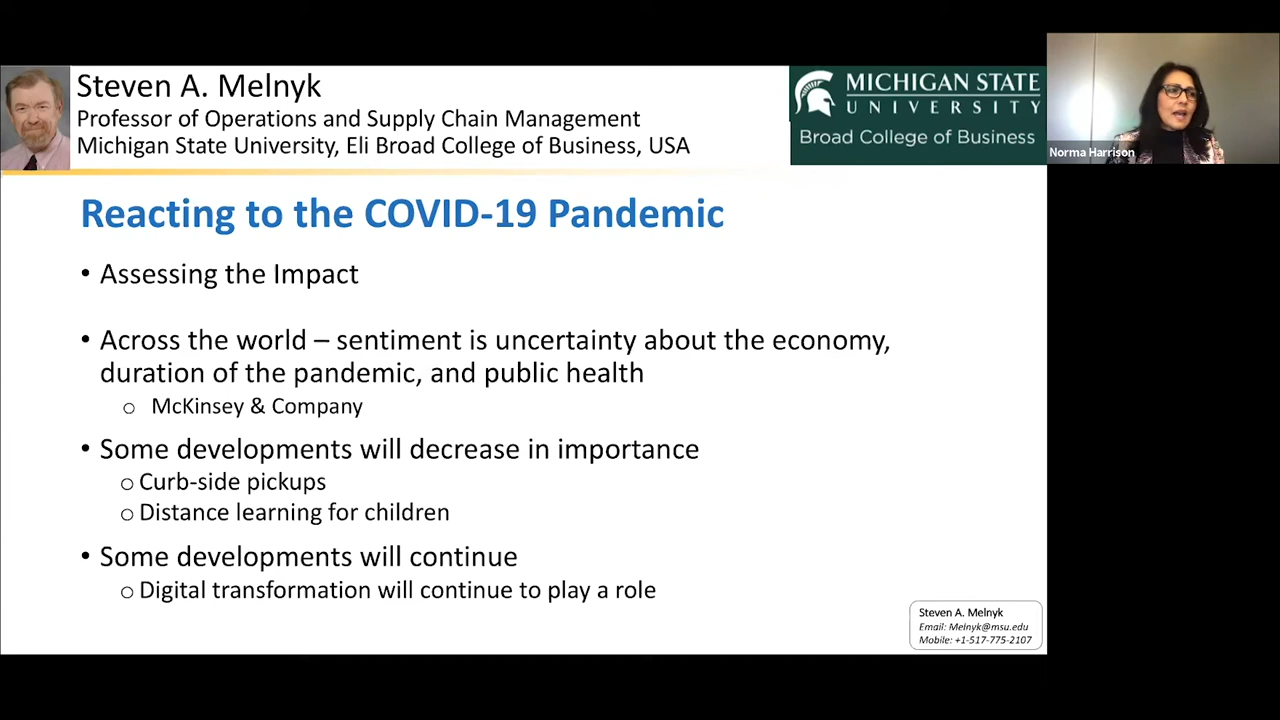 Steven A. Melnyk
Professor of Operations and Supply Chain Management
Michigan State University, Eli Broad College of Business, USA
MICHIGAN STATE
UNIVERSITY
Broad College of Business
Norma Harrison
Reacting to the COVID-19 Pandemic
• Assessing the Impact
• Across the world – sentiment is uncertainty about the economy,
duration of the pandemic, and public health
o McKinsey & Company
• Some developments will decrease in importance
o Curb-side pickups
o Distance learning for children
• Some developments will continue
o Digital transformation will continue to play a role
Steven A. Melnyk
Email: Melnyk@msu.edu
Mobile: +1-517-775-2107